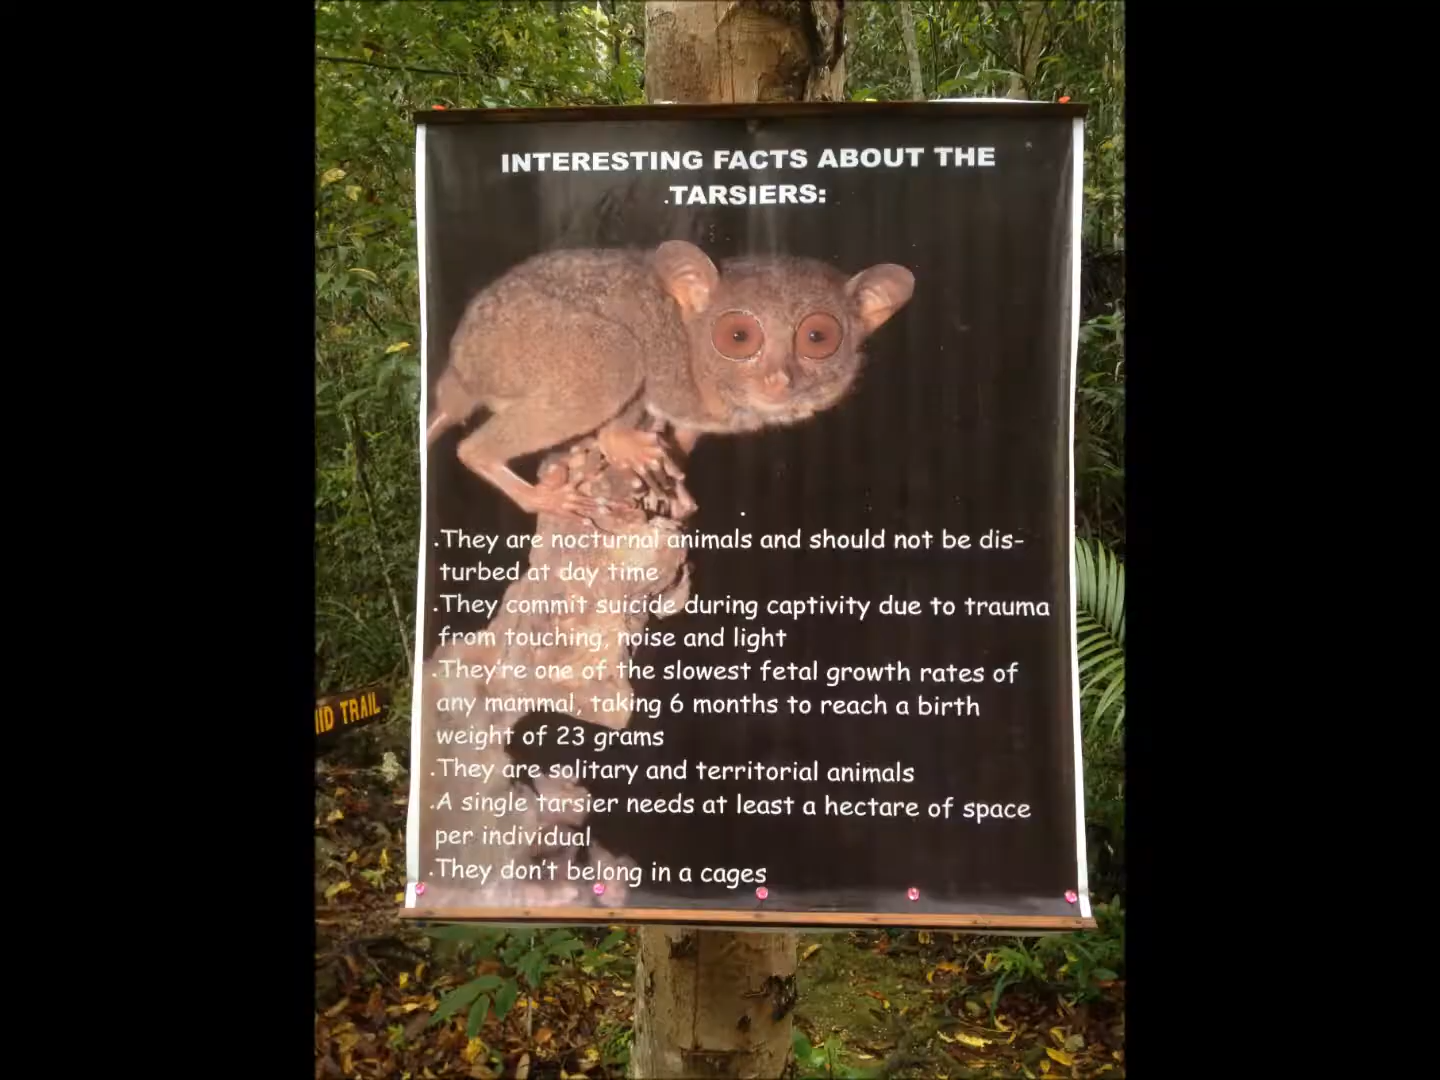 INTERESTING FACTS ABOUT THE
.TARSIERS:
.They are nocturnal animals and should not be dis-
turbed at day time
.They commit suicide during captivity due to trauma
from touching, noise and light
.They're one of the slowest fetal growth rates of
any mammal, taking 6 months to reach a birth
weight of 23 grams
.They are solitary and territorial animals
.A single tarsier needs at least a hectare of space
per individual
.They don't belong in a cages
TRAIL